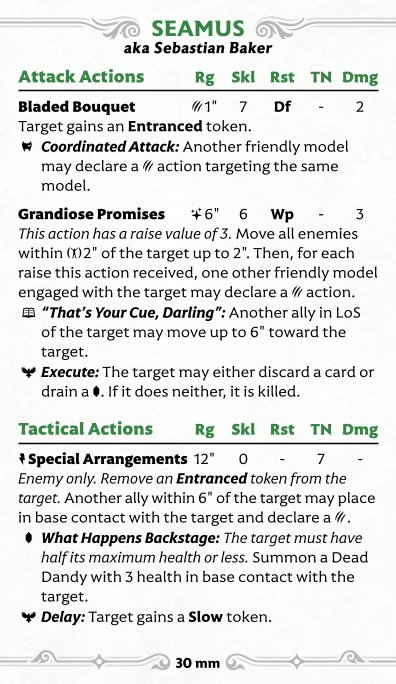 SEAMUS
aka Sebastian Baker
Attack Actions Rg Skl Rst TN Dmg
Bladed Bouquet 1" 7 Df - 2
Target gains an Entranced token.
Coordinated Attack: Another friendly model
may declare a action targeting the same
model.
Grandiose Promises 6" 6 Wp - 3
This action has a raise value of 3. Move all enemies
within 2" of the target up to 2". Then, for each
raise this action received, one other friendly model
engaged with the target may declare a action.
"That's Your Cue, Darling": Another ally in LoS
of the target may move up to 6" toward the
target.
Execute: The target may either discard a card or
drain a . If it does neither, it is killed.
Tactical Actions Rg Skl Rst TN Dmg
Special Arrangements 12" 0 - 7 -
Enemy only. Remove an Entranced token from the
target. Another ally within 6" of the target may place
in base contact with the target and declare a .
What Happens Backstage: The target must have
half its maximum health or less. Summon a Dead
Dandy with 3 health in base contact with the
target.
Delay: Target gains a Slow token.
30 mm